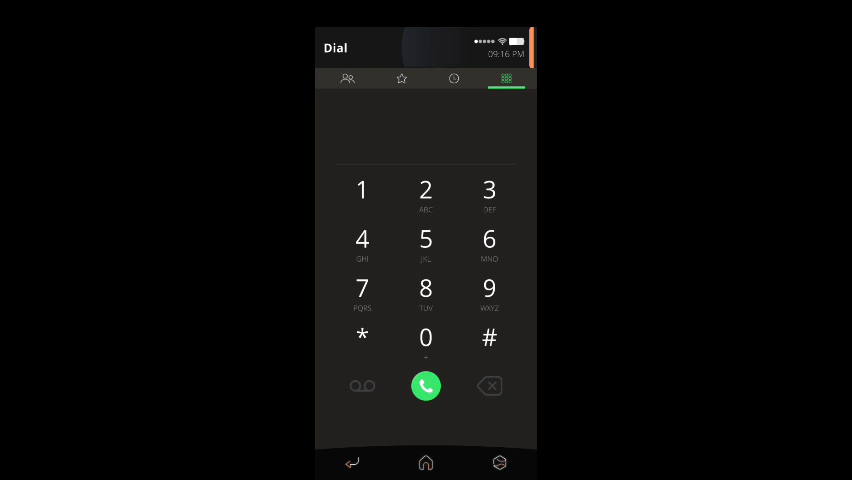 Dial
09:16 PM
1 2 3
ABC DEF
4 5 6
GHI JKL MNO
7 8 9
PQRS TUV WXYZ
* 0 #
+